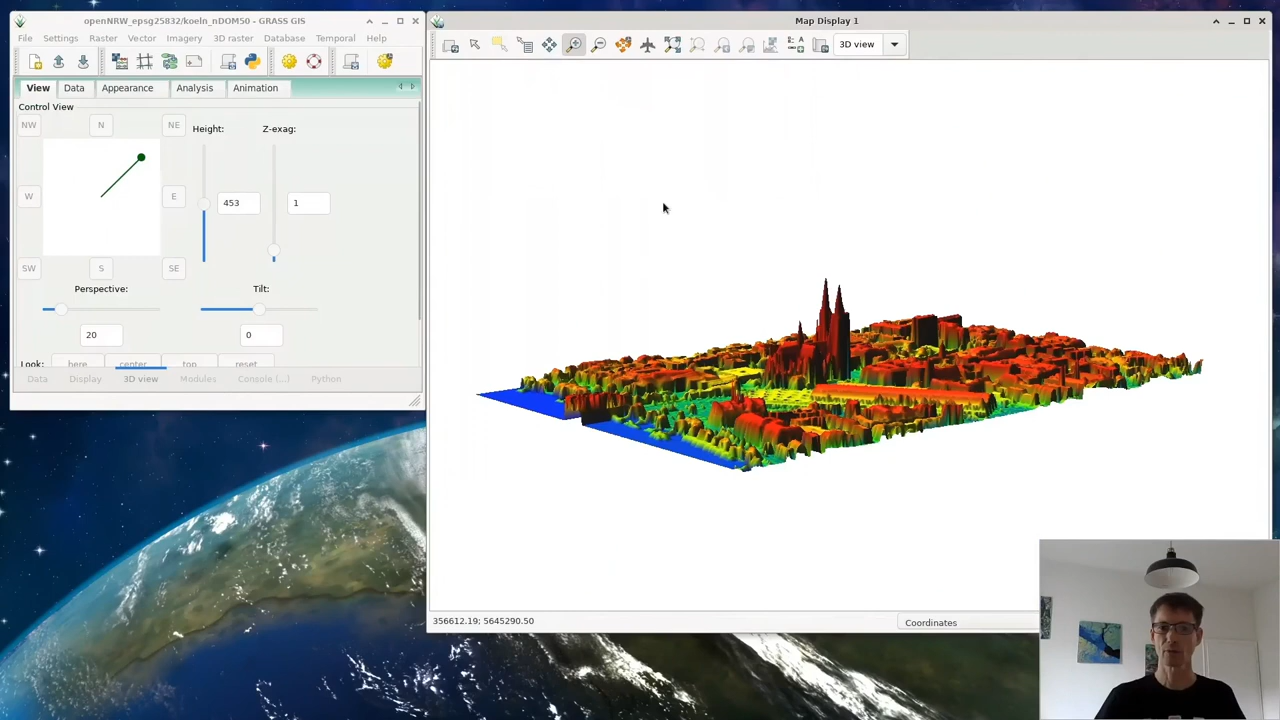 openNRW_epsg25832/koeln_nDOM50 - GRASS GIS
File Settings Raster Vector Imagery 3D raster Database Temporal Help
View Data Appearance Analysis Animation
Control View
NW N NE
Height: Z-exag:
W E
453 1
SW S SE
Perspective: Tilt:
20 0
Look: here center top reset
Data Display 3D view Modules Console (...) Python
Map Display 1
3D view
356612.19; 5645290.50
Coordinates